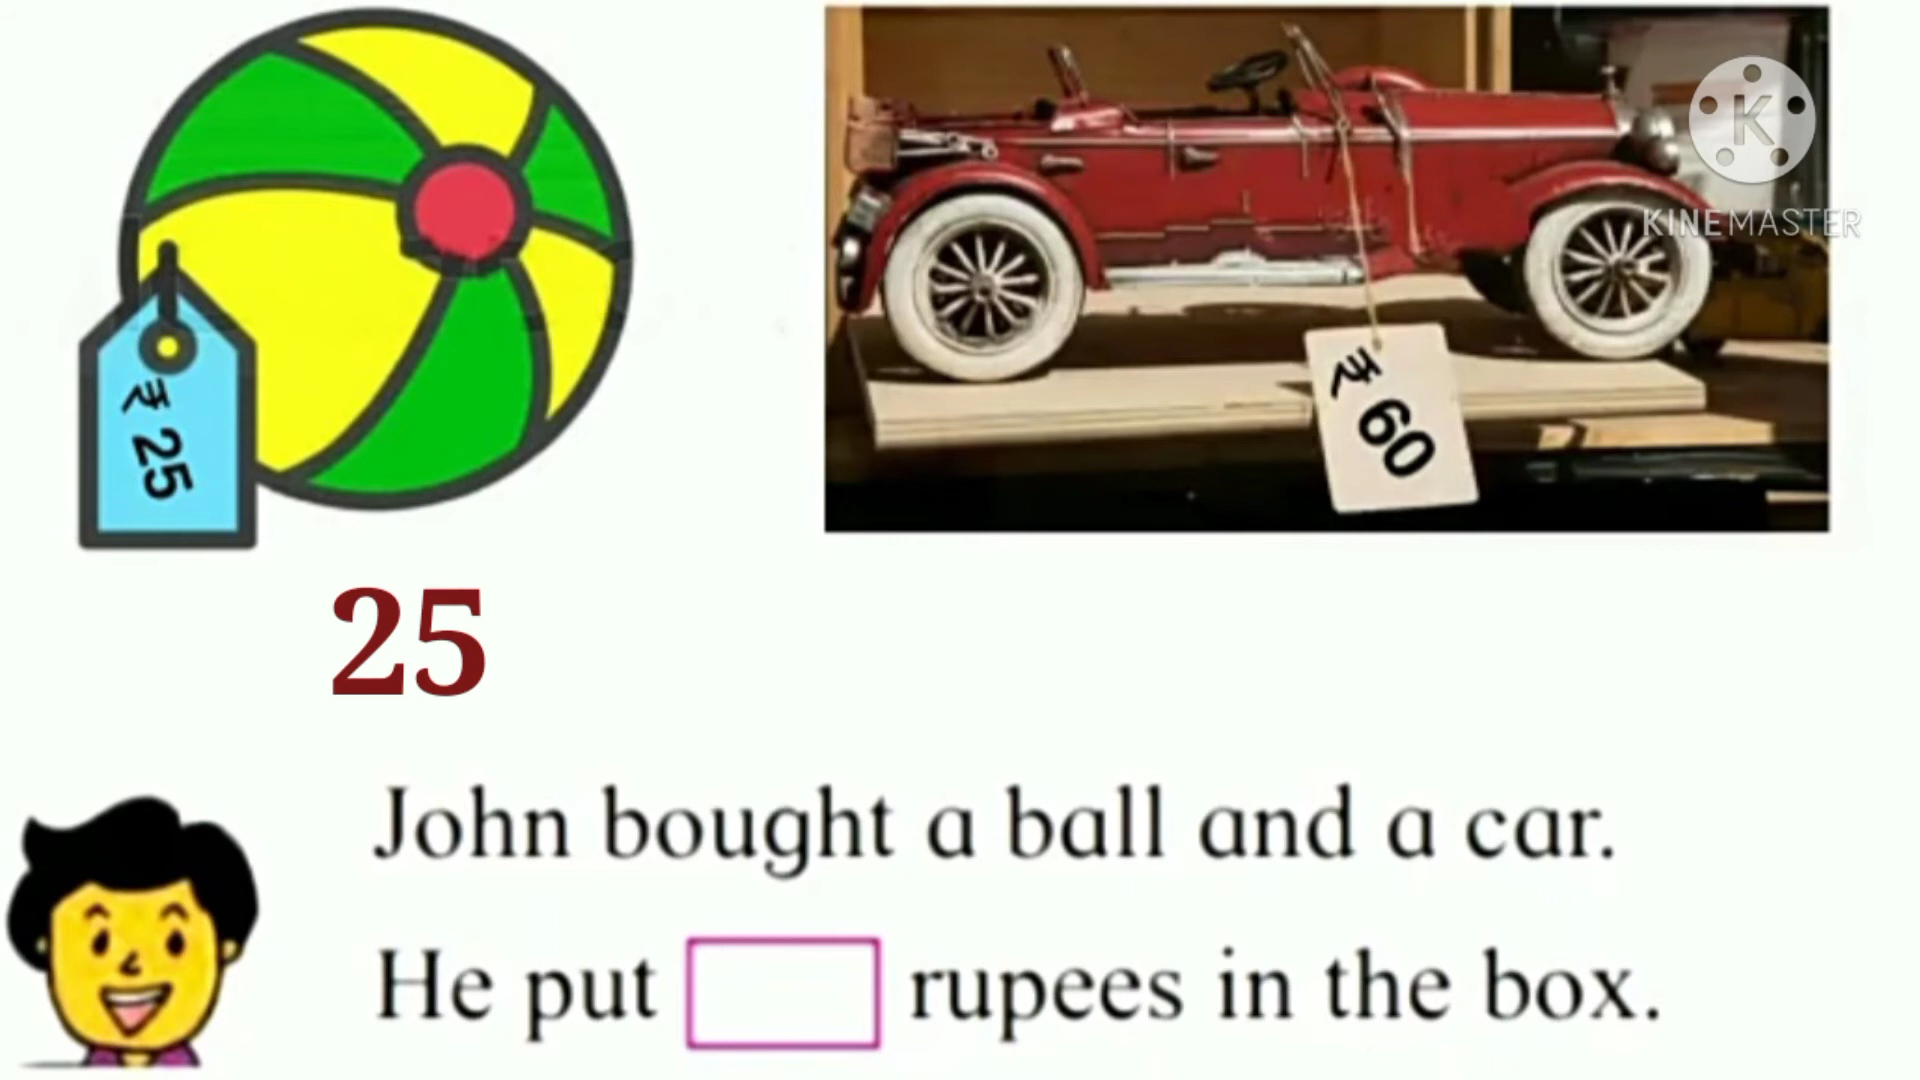 ₹ 25
₹ 60
K
KINEMASTER
25
John bought a ball and a car.
He put rupees in the box.